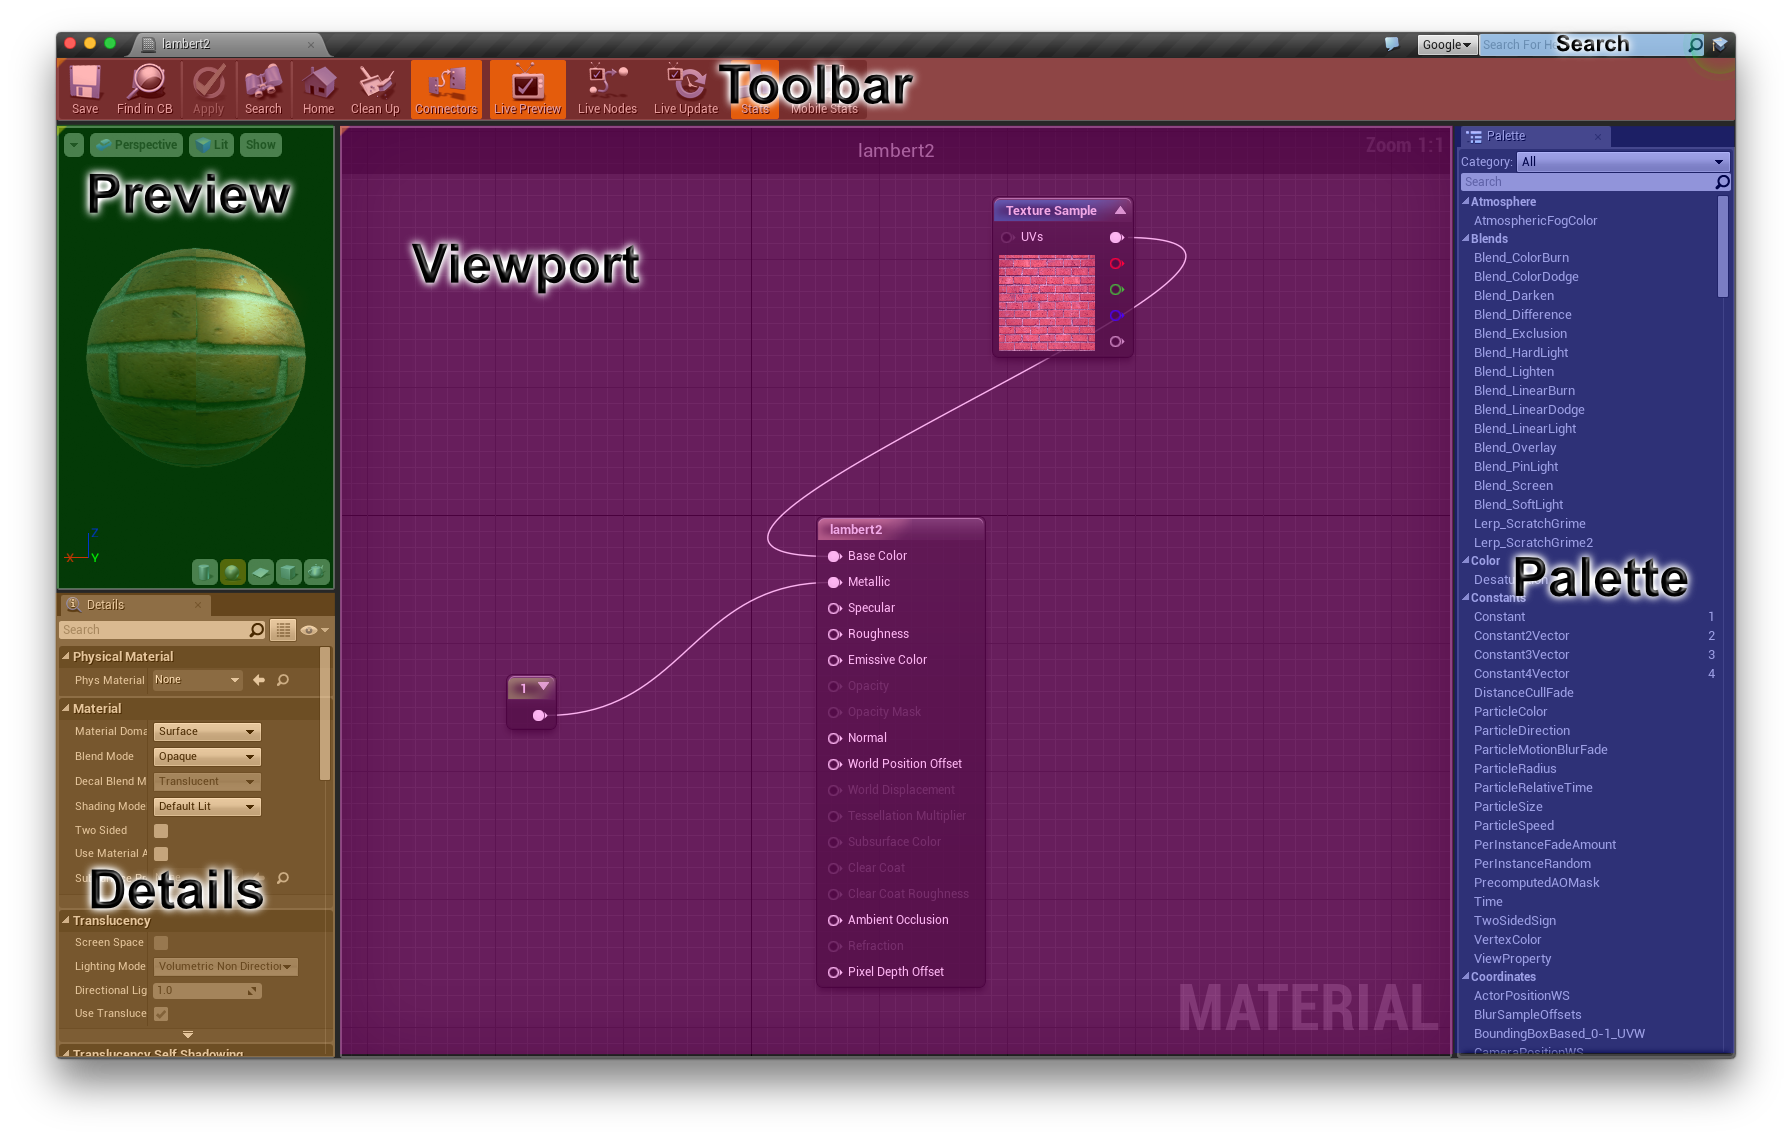 lambert2
Google
Search For H
Search
Save
Find in CB
Apply
Search
Home
Clean Up
Connectors
Live Preview
Live Nodes
Live Update
Stats
Mobile Stats
Toolbar
Perspective
Lit
Show
Preview
Z
X
Y
Details
Search
Physical Material
Phys Material None
Material
Material Doma Surface
Blend Mode Opaque
Decal Blend M Translucent
Shading Mode Default Lit
Two Sided
Use Material A
Details
Translucency
Screen Space
Lighting Mode Volumetric Non Direction
Directional Lig 1.0
Use Transluce
Translucency Self Shadowing
lambert2
Zoom 1:1
Viewport
Texture Sample
UVs
lambert2
Base Color
Metallic
Specular
Roughness
Emissive Color
Opacity
Opacity Mask
Normal
World Position Offset
World Displacement
Tessellation Multiplier
Subsurface Color
Clear Coat
Clear Coat Roughness
Ambient Occlusion
Refraction
Pixel Depth Offset
1
MATERIAL
Palette
Category: All
Search
Atmosphere
AtmosphericFogColor
Blends
Blend_ColorBurn
Blend_ColorDodge
Blend_Darken
Blend_Difference
Blend_Exclusion
Blend_HardLight
Blend_Lighten
Blend_LinearBurn
Blend_LinearDodge
Blend_LinearLight
Blend_Overlay
Blend_PinLight
Blend_Screen
Blend_SoftLight
Lerp_ScratchGrime
Lerp_ScratchGrime2
Color
Palette
Constants
Constant 1
Constant2Vector 2
Constant3Vector 3
Constant4Vector 4
DistanceCullFade
ParticleColor
ParticleDirection
ParticleMotionBlurFade
ParticleRadius
ParticleRelativeTime
ParticleSize
ParticleSpeed
PerInstanceFadeAmount
PerInstanceRandom
PrecomputedAOMask
Time
TwoSidedSign
VertexColor
ViewProperty
Coordinates
ActorPositionWS
BlurSampleOffsets
BoundingBoxBased_0-1_UVW
CameraPositionWS